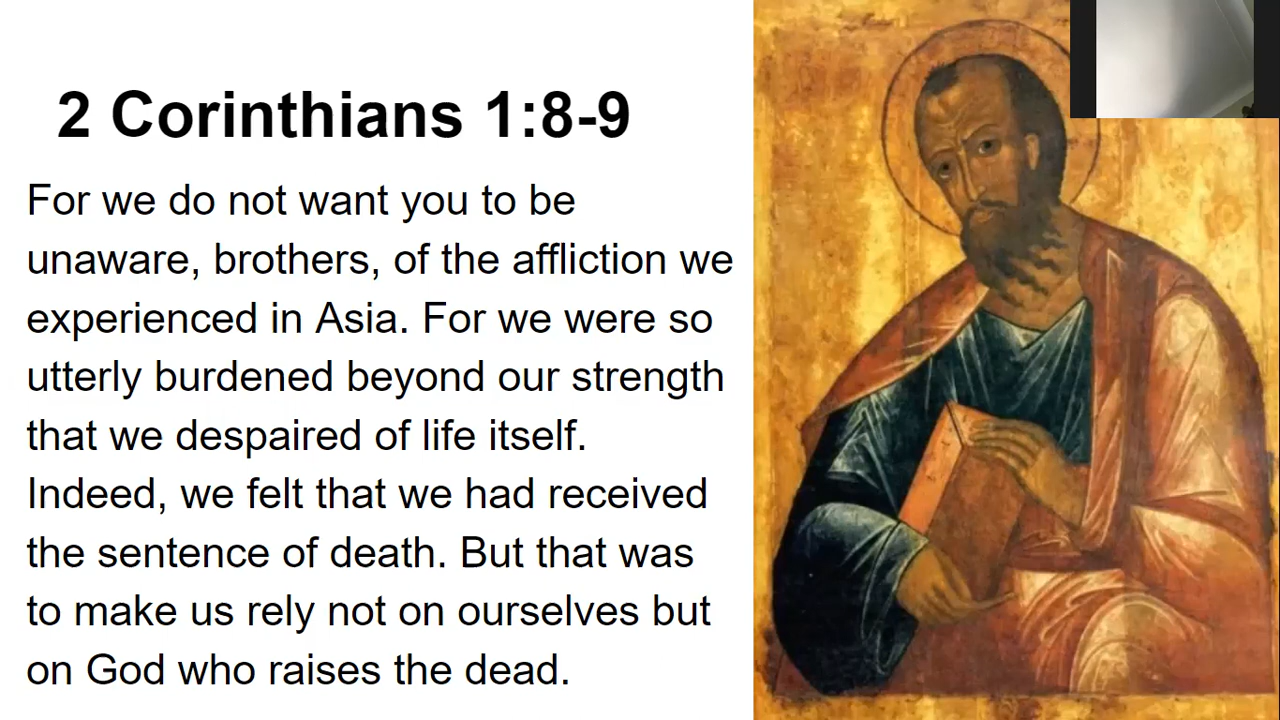 2 Corinthians 1:8-9
For we do not want you to be
unaware, brothers, of the affliction we
experienced in Asia. For we were so
utterly burdened beyond our strength
that we despaired of life itself.
Indeed, we felt that we had received
the sentence of death. But that was
to make us rely not on ourselves but
on God who raises the dead.